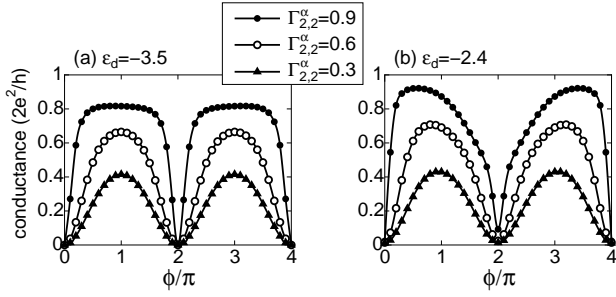 Γ^α_{2,2}=0.9
Γ^α_{2,2}=0.6
Γ^α_{2,2}=0.3
(a) ε_d=−3.5
(b) ε_d=−2.4
conductance (2e²/h)
1
0.8
0.6
0.4
0.2
0
0 1 2 3 4
ϕ/π
1
0.8
0.6
0.4
0.2
0
0 1 2 3 4
ϕ/π